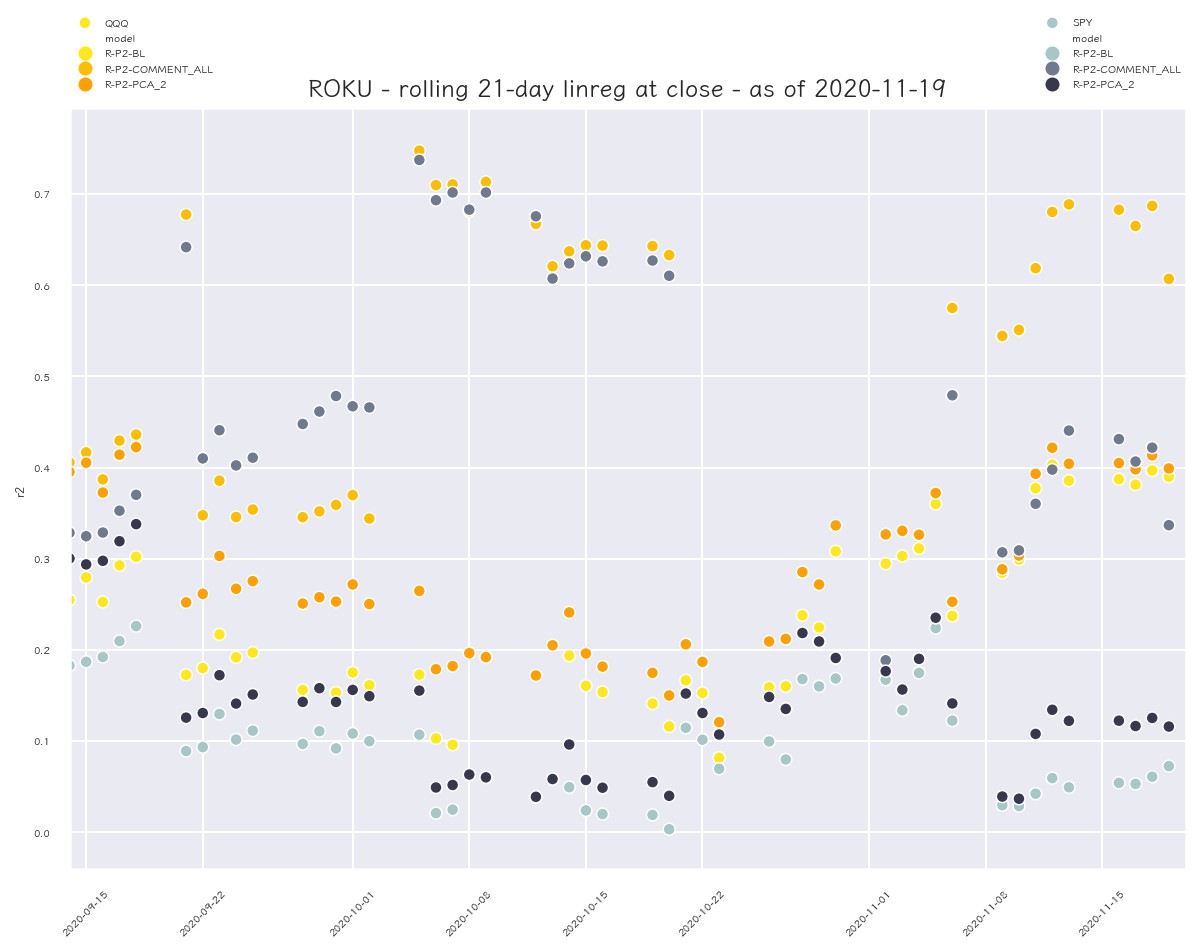 QQQ
model
R-P2-BL
R-P2-COMMENT_ALL
R-P2-PCA_2
SPY
model
R-P2-BL
R-P2-COMMENT_ALL
R-P2-PCA_2
ROKU - rolling 21-day linreg at close - as of 2020-11-19
r2
0.7
0.6
0.5
0.4
0.3
0.2
0.1
0.0
2020-09-15
2020-09-22
2020-10-01
2020-10-08
2020-10-15
2020-10-22
2020-11-01
2020-11-08
2020-11-15